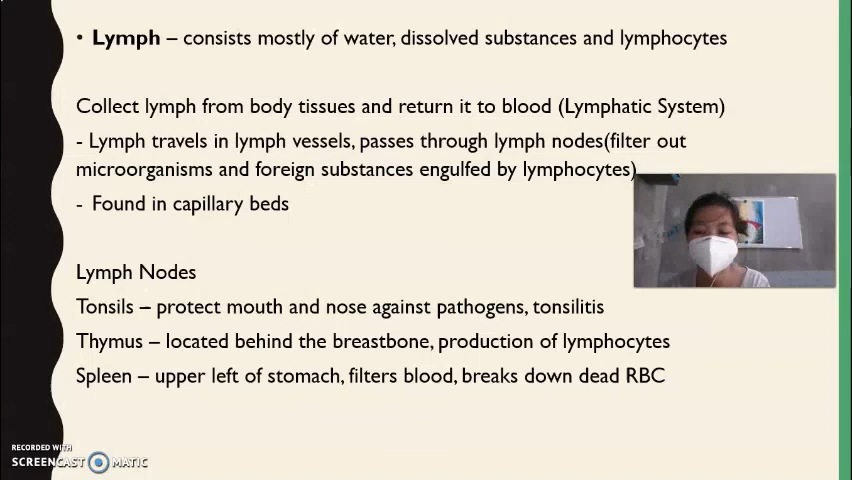 • Lymph – consists mostly of water, dissolved substances and lymphocytes
Collect lymph from body tissues and return it to blood (Lymphatic System)
- Lymph travels in lymph vessels, passes through lymph nodes(filter out
microorganisms and foreign substances engulfed by lymphocytes)
- Found in capillary beds
Lymph Nodes
Tonsils – protect mouth and nose against pathogens, tonsilitis
Thymus – located behind the breastbone, production of lymphocytes
Spleen – upper left of stomach, filters blood, breaks down dead RBC
RECORDED WITH
SCREENCAST MATIC